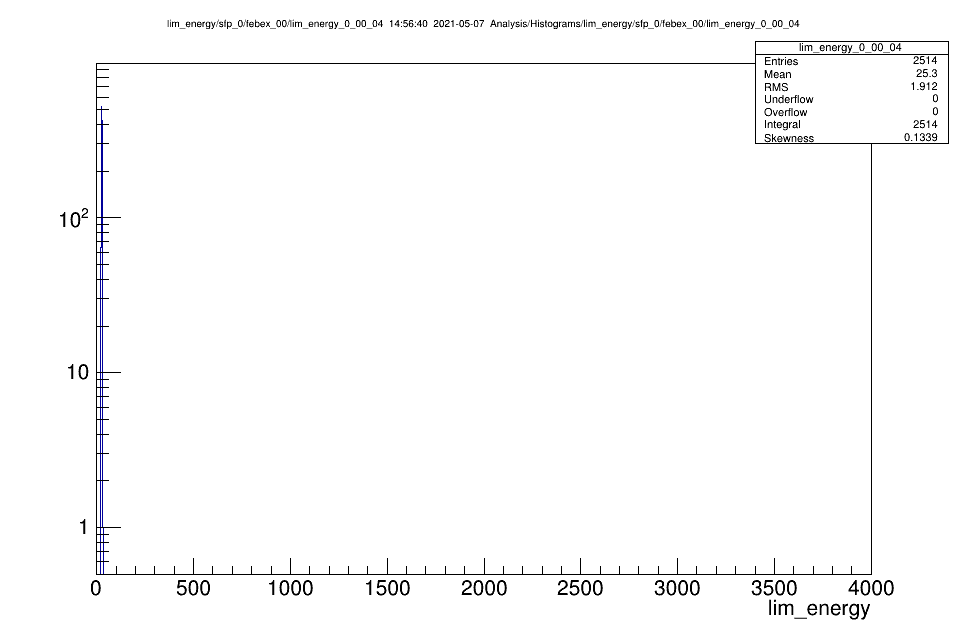 lim_energy/sfp_0/febex_00/lim_energy_0_00_04 14:56:40 2021-05-07 Analysis/Histograms/lim_energy/sfp_0/febex_00/lim_energy_0_00_04
lim_energy_0_00_04
Entries 2514
Mean 25.3
RMS 1.912
Underflow 0
Overflow 0
Integral 2514
Skewness 0.1339
10²
10
1
0 500 1000 1500 2000 2500 3000 3500 4000
lim_energy